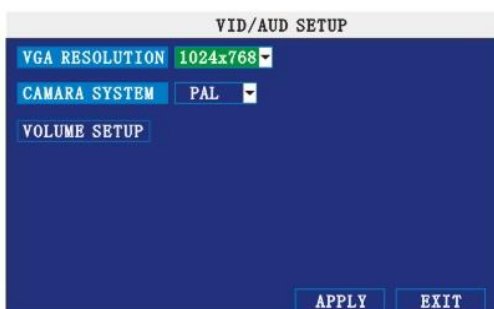 VID/AUD SETUP
VGA RESOLUTION 1024x768
CAMARA SYSTEM PAL
VOLUME SETUP
APPLY EXIT